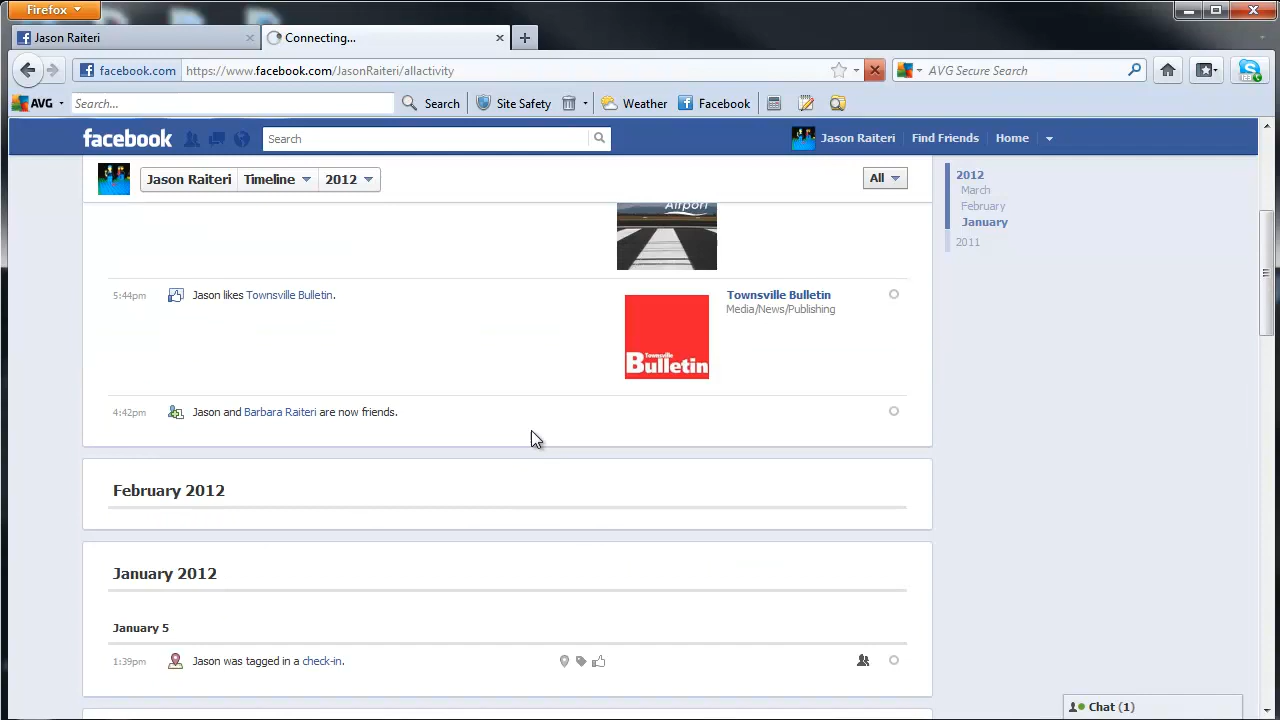 Firefox
Jason Raiteri
Connecting...
facebook.com
https://www.facebook.com/JasonRaiteri/allactivity
AVG Secure Search
AVG
Search...
Search
Site Safety
Weather
Facebook
facebook
Search
Jason Raiteri
Find Friends
Home
Jason Raiteri
Timeline
2012
All
2012
March
February
January
2011
Airport
5:44pm
Jason likes Townsville Bulletin.
Townsville
Bulletin
Townsville Bulletin
Media/News/Publishing
4:42pm
Jason and Barbara Raiteri are now friends.
February 2012
January 2012
January 5
1:39pm
Jason was tagged in a check-in.
Chat (1)